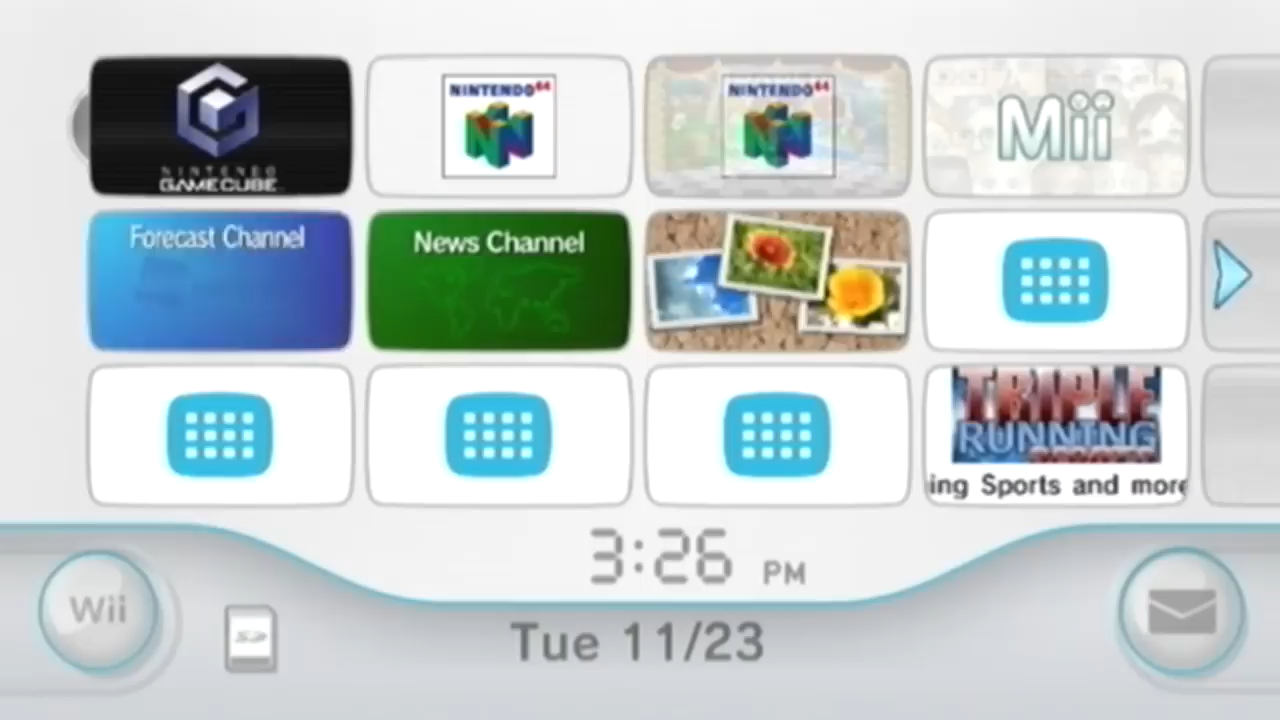 NINTENDO
GAMECUBE
NINTENDO 64
NINTENDO 64
Mii
Forecast Channel
News Channel
TRIPLE
RUNNING
ing Sports and more
3:26 PM
Wii
SD
Tue 11/23